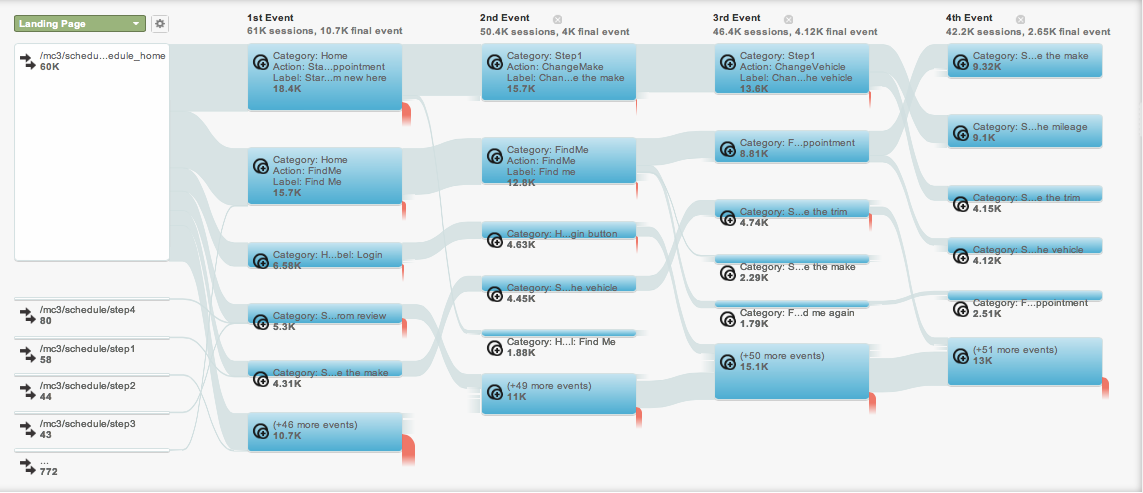 Landing Page
/mc3/schedu...edule_home
60K
/mc3/schedule/step4
80
/mc3/schedule/step1
58
/mc3/schedule/step2
44
/mc3/schedule/step3
43
...
772
1st Event
61K sessions, 10.7K final event
Category: Home
Action: Sta...ppointment
Label: Star...m new here
18.4K
Category: Home
Action: FindMe
Label: Find Me
15.7K
Category: H...bel: Login
6.58K
Category: S...rom review
5.3K
Category: S...e the make
4.31K
(+46 more events)
10.7K
2nd Event
50.4K sessions, 4K final event
Category: Step1
Action: ChangeMake
Label: Chan...e the make
15.7K
Category: FindMe
Action: FindMe
Label: Find me
12.8K
Category: H...gin button
4.63K
Category: S...he vehicle
4.45K
Category: H...l: Find Me
1.88K
(+49 more events)
11K
3rd Event
46.4K sessions, 4.12K final event
Category: Step1
Action: ChangeVehicle
Label: Chan...he vehicle
13.6K
Category: F...ppointment
8.81K
Category: S...e the trim
4.74K
Category: S...e the make
2.29K
Category: F...d me again
1.79K
(+50 more events)
15.1K
4th Event
42.2K sessions, 2.65K final event
Category: S...e the make
9.32K
Category: S...he mileage
9.1K
Category: S...e the trim
4.15K
Category: S...he vehicle
4.12K
Category: F...ppointment
2.51K
(+51 more events)
13K